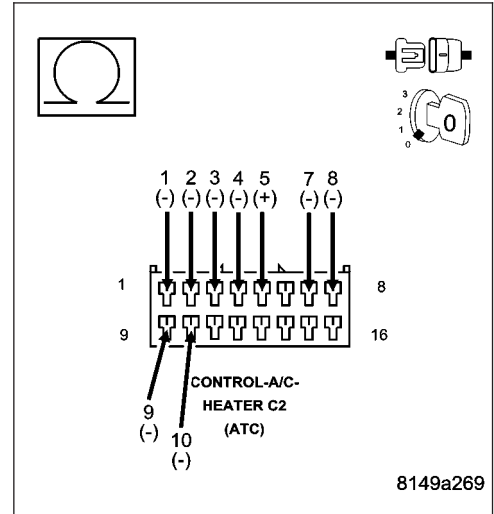 3
2
1
0
0
1 2 3 4 5 7 8
(-) (-) (-) (-) (+) (-) (-)
1 8
9 16
CONTROL-A/C-
HEATER C2
(ATC)
9
(-)
10
(-)
8149a269